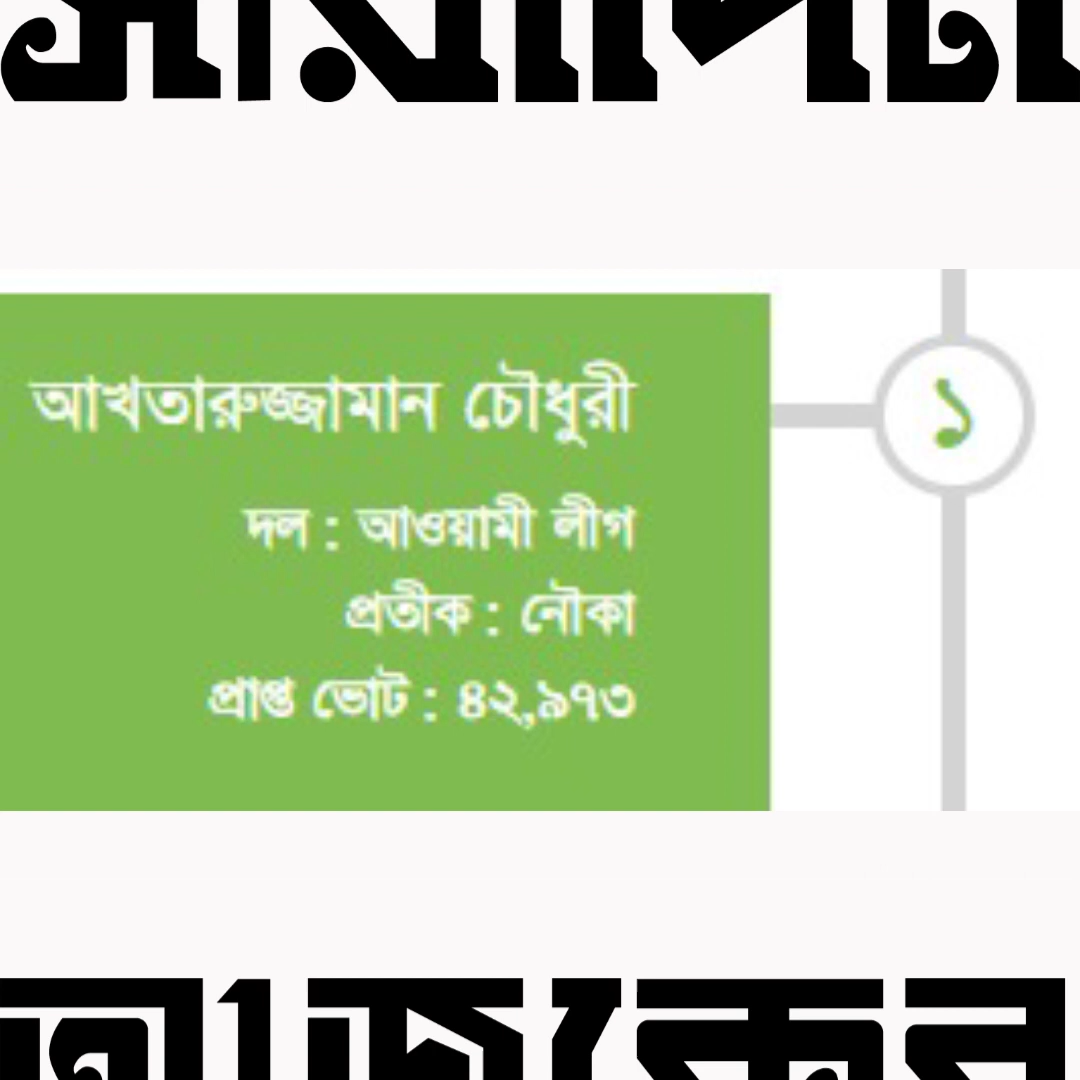 আখতারুজ্জামান চৌধুরী
১
দল : আওয়ামী লীগ
প্রতীক : নৌকা
প্রাপ্ত ভোট : ৪২,৯৭৩